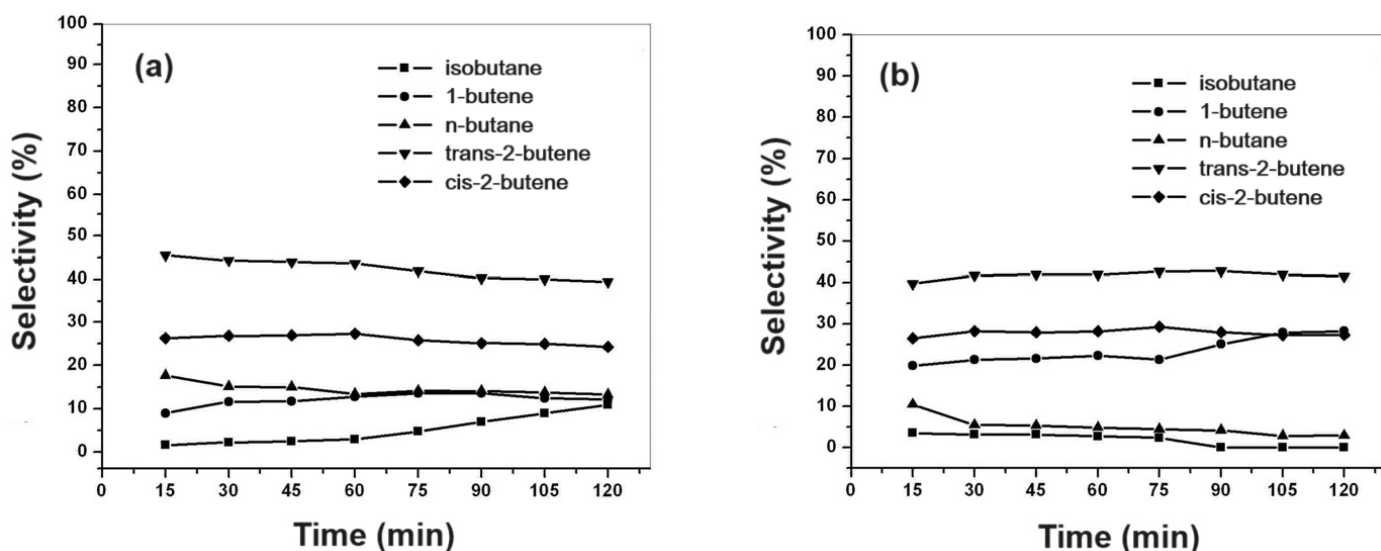 (a)
isobutane
1-butene
n-butane
trans-2-butene
cis-2-butene
Selectivity (%)
100
90
80
70
60
50
40
30
20
10
0
0 15 30 45 60 75 90 105 120
Time (min)
(b)
isobutane
1-butene
n-butane
trans-2-butene
cis-2-butene
Selectivity (%)
100
90
80
70
60
50
40
30
20
10
0
0 15 30 45 60 75 90 105 120
Time (min)